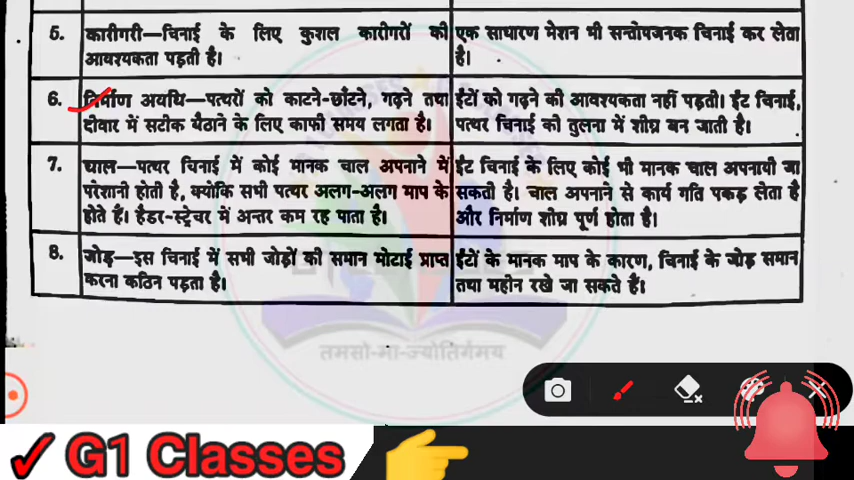 5. कारीगरी—चिनाई के लिए कुशल कारीगरों की
आवश्यकता पड़ती है।
एक साधारण मेशन भी सन्तोषजनक चिनाई कर लेता
है।
6. निर्माण अवधि—पत्थरों को काटने-छाँटने, गढ़ने तथा
दीवार में सटीक बैठाने के लिए काफी समय लगता है।
ईंटों को गढ़ने की आवश्यकता नहीं पड़ती। ईंट चिनाई,
पत्थर चिनाई की तुलना में शीघ्र बन जाती है।
7. चाल—पत्थर चिनाई में कोई मानक चाल अपनाने में
परेशानी होती है, क्योंकि सभी पत्थर अलग-अलग माप के
होते हैं। हैडर-स्ट्रेचर में अन्तर कम रह पाता है।
ईंट चिनाई के लिए कोई भी मानक चाल अपनायी जा
सकती है। चाल अपनाने से कार्य गति पकड़ लेता है
और निर्माण शीघ्र पूर्ण होता है।
8. जोड़—इस चिनाई में सभी जोड़ों की समान मोटाई प्राप्त
करना कठिन पड़ता है।
ईंटों के मानक माप के कारण, चिनाई के जोड़ समान
तथा महीन रखे जा सकते हैं।
तमसो-मा-ज्योतिर्गमय
G1 Classes